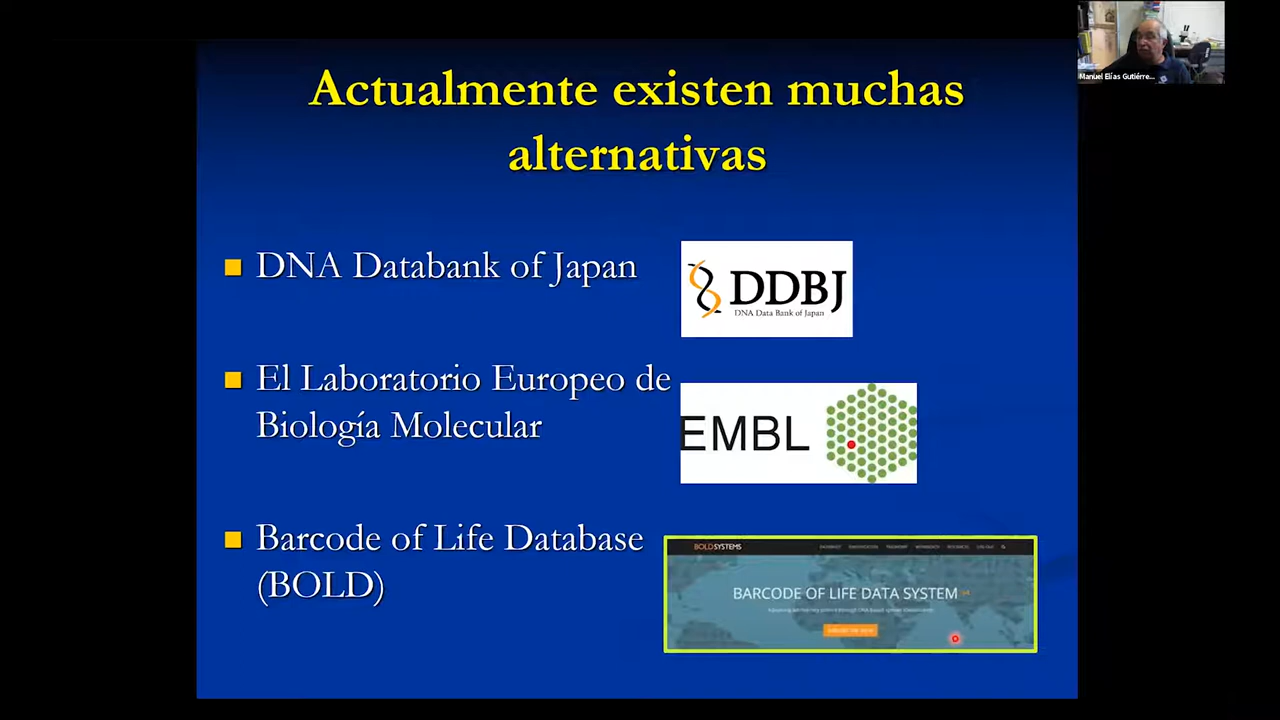 Manuel Elías Gutiérre...
Actualmente existen muchas
alternativas
DNA Databank of Japan
DDBJ
DNA Data Bank of Japan
El Laboratorio Europeo de
Biología Molecular
EMBL
Barcode of Life Database
(BOLD)
BOLDSYSTEMS
BARCODE OF LIFE DATA SYSTEM v4